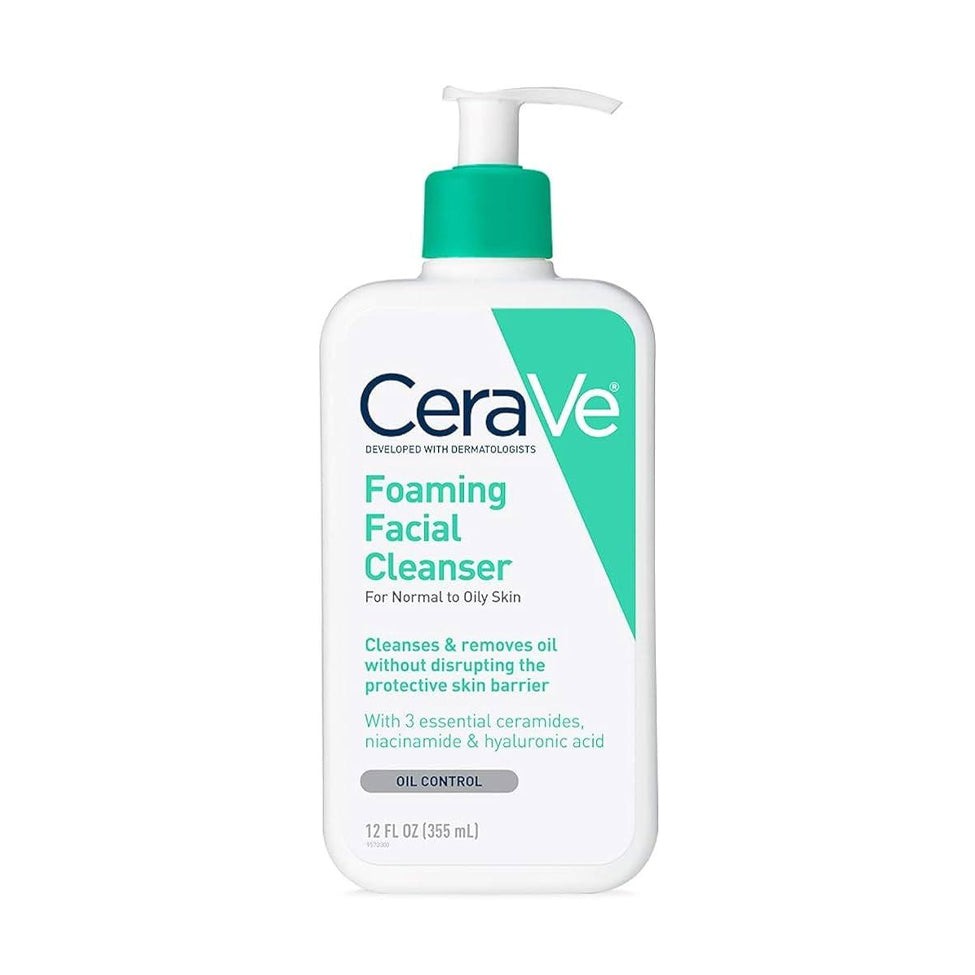 CeraVe®
DEVELOPED WITH DERMATOLOGISTS
Foaming
Facial
Cleanser
For Normal to Oily Skin
Cleanses & removes oil
without disrupting the
protective skin barrier
With 3 essential ceramides,
niacinamide & hyaluronic acid
OIL CONTROL
12 FL OZ (355 mL)